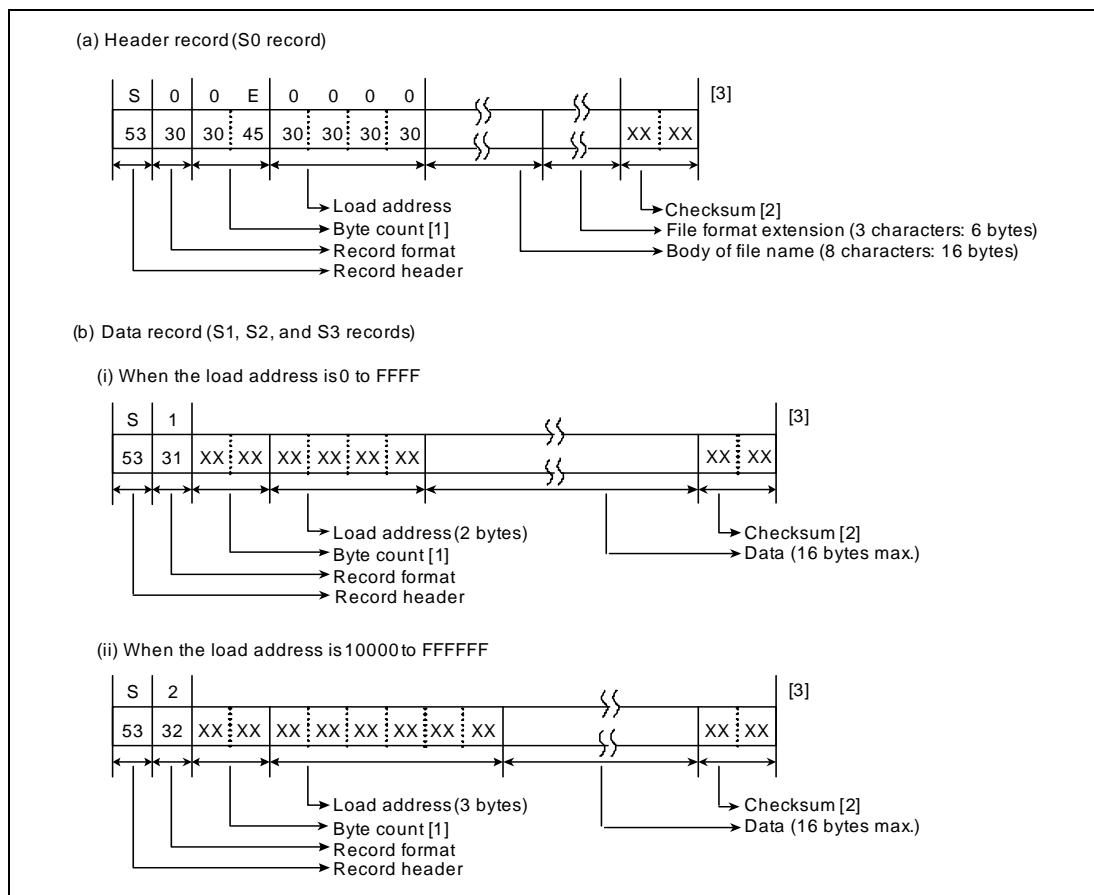 (a) Header record (S0 record)
S 0 0 E 0 0 0 0 [3]
53 30 30 45 30 30 30 30 XX XX
Load address
Byte count [1]
Record format
Record header
Checksum [2]
File format extension (3 characters: 6 bytes)
Body of file name (8 characters: 16 bytes)
(b) Data record (S1, S2, and S3 records)
(i) When the load address is 0 to FFFF
S 1 [3]
53 31 XX XX XX XX XX XX XX XX
Load address (2 bytes)
Byte count [1]
Record format
Record header
Checksum [2]
Data (16 bytes max.)
(ii) When the load address is 10000 to FFFFFF
S 2 [3]
53 32 XX XX XX XX XX XX XX XX XX XX
Load address (3 bytes)
Byte count [1]
Record format
Record header
Checksum [2]
Data (16 bytes max.)